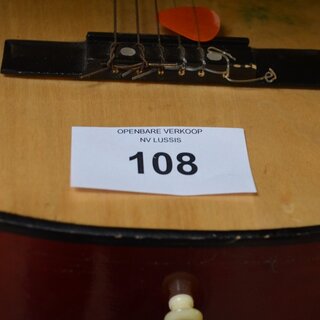 OPENBARE VERKOOP
NV LUSSIS
108